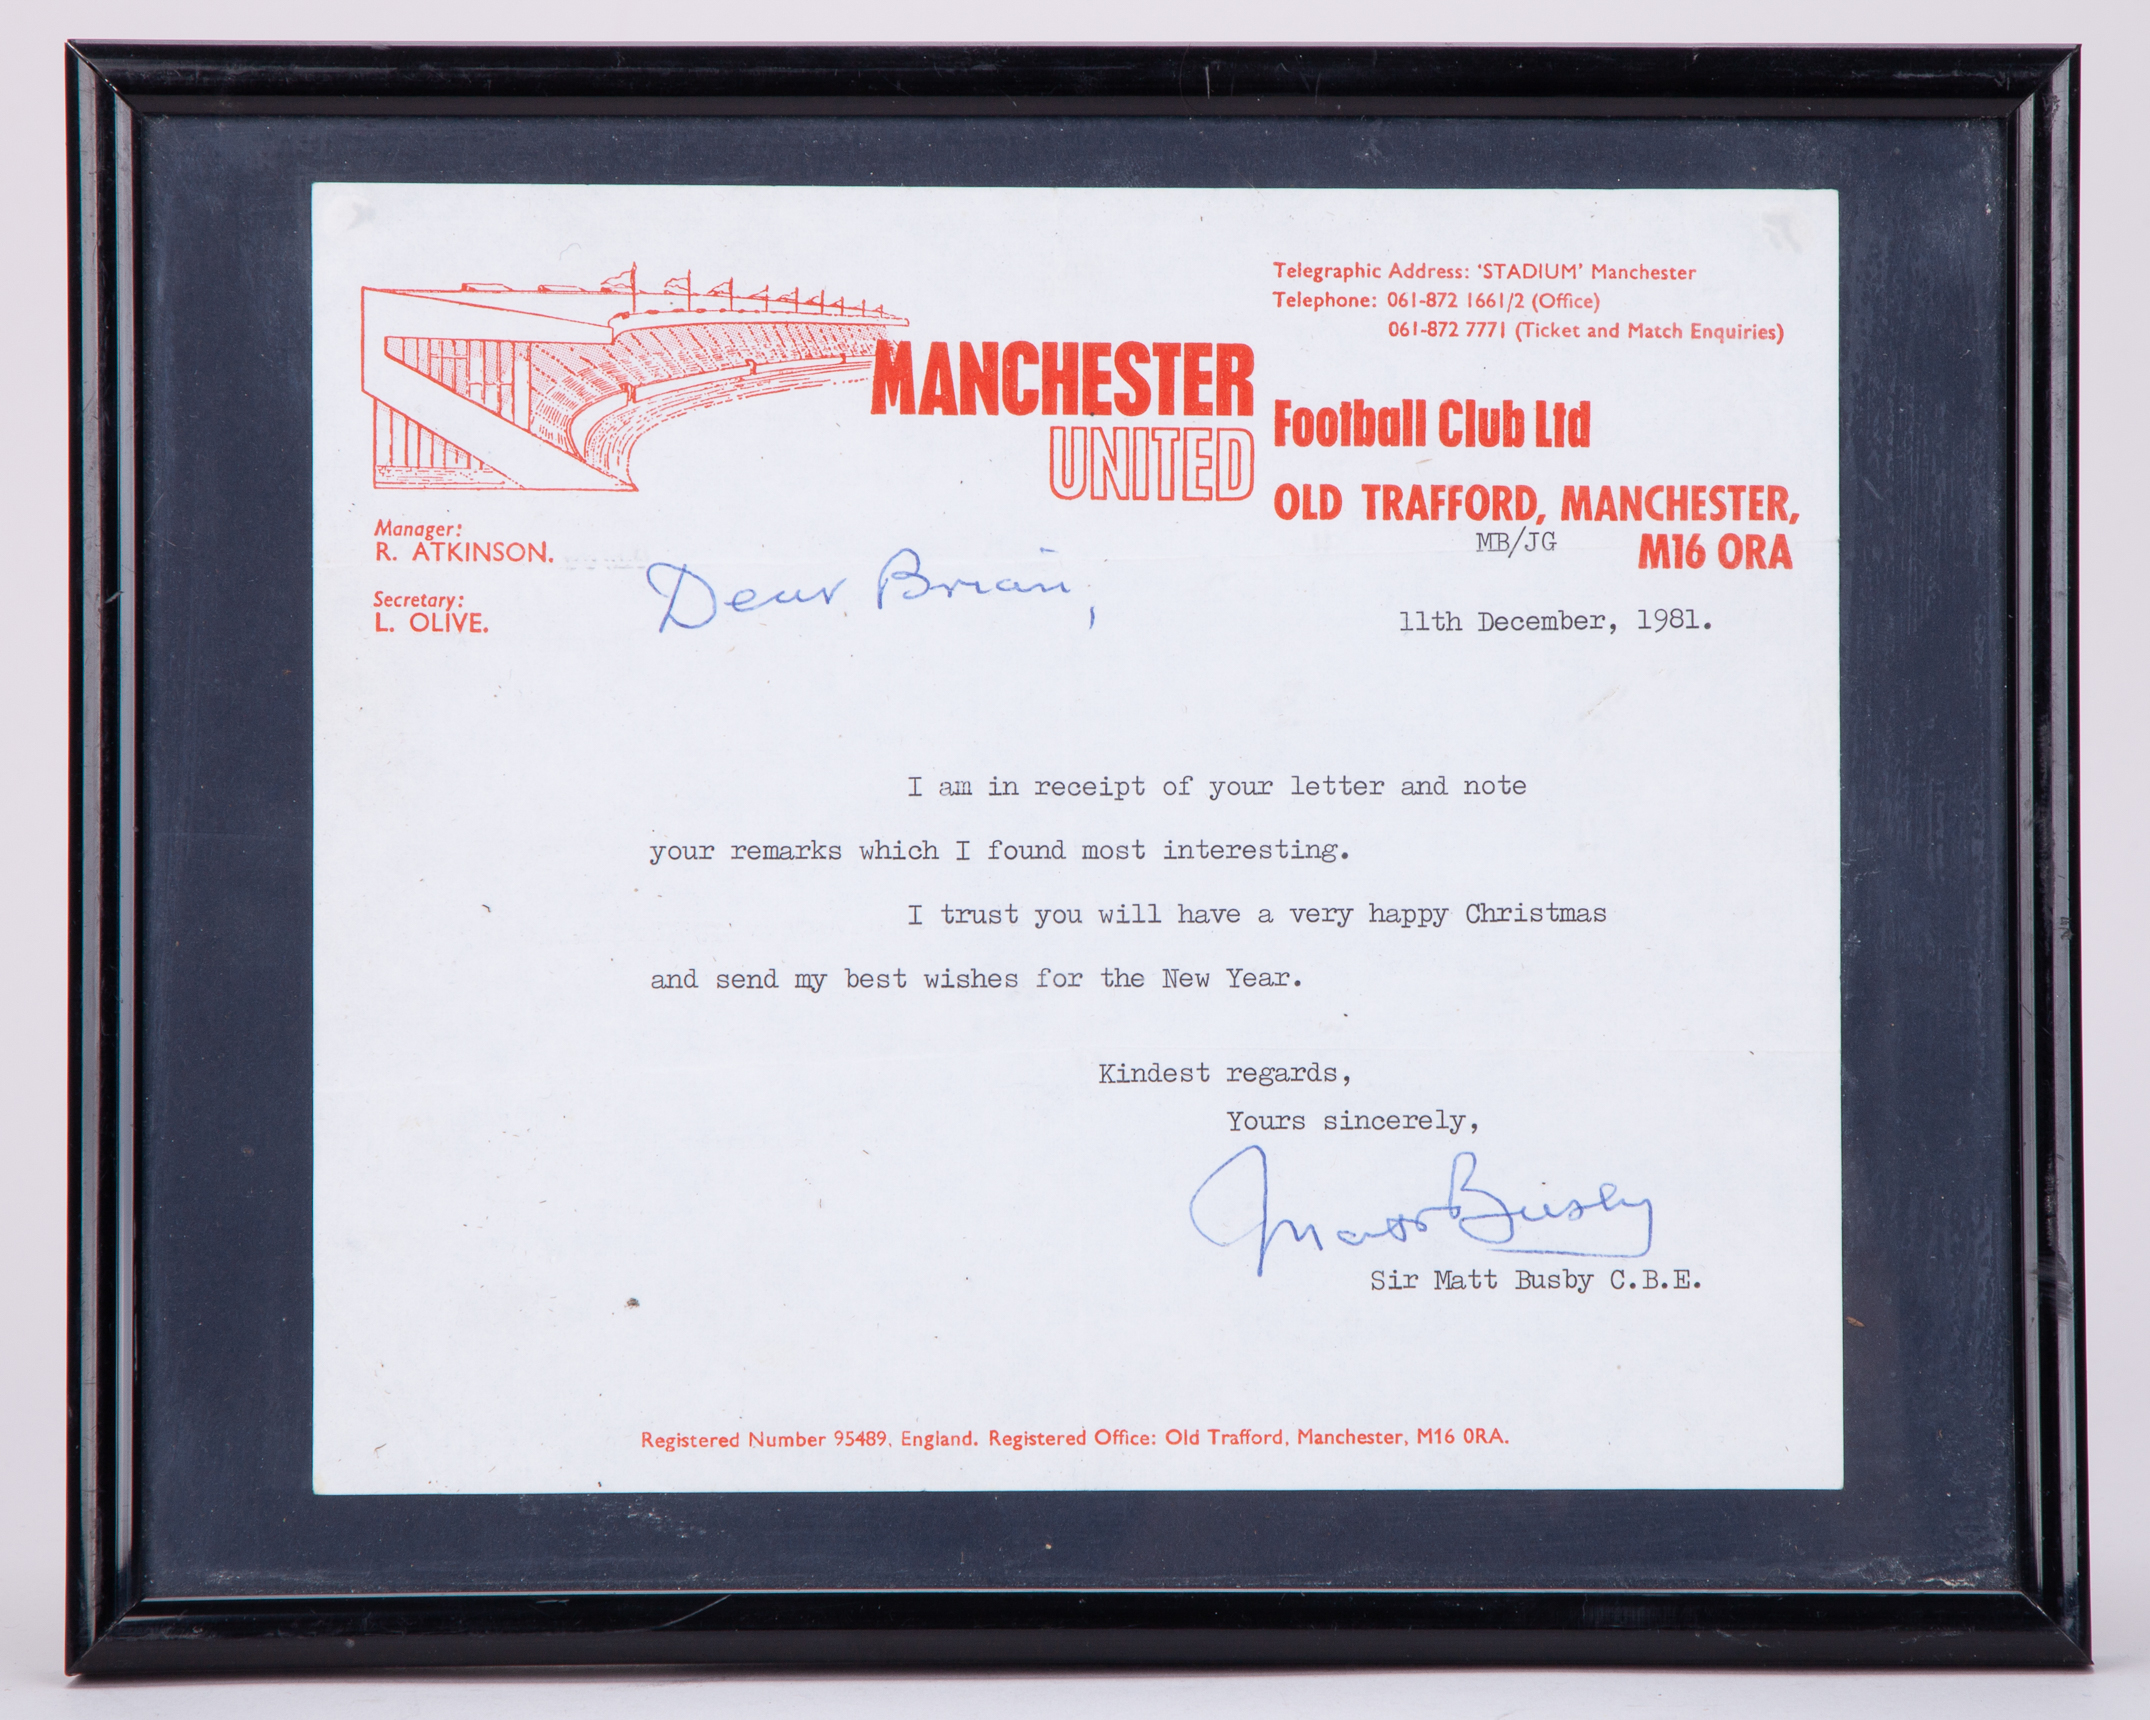 Telegraphic Address: 'STADIUM' Manchester
Telephone: 061-872 1661/2 (Office)
061-872 7771 (Ticket and Match Enquiries)
MANCHESTER
UNITED
Football Club Ltd
OLD TRAFFORD, MANCHESTER,
M16 0RA
Manager:
R. ATKINSON.
Secretary:
L. OLIVE.
MB/JG
Dear Brian,
11th December, 1981.
I am in receipt of your letter and note
your remarks which I found most interesting.
I trust you will have a very happy Christmas
and send my best wishes for the New Year.
Kindest regards,
Yours sincerely,
Matt Busby
Sir Matt Busby C.B.E.
Registered Number 95489, England. Registered Office: Old Trafford, Manchester, M16 0RA.